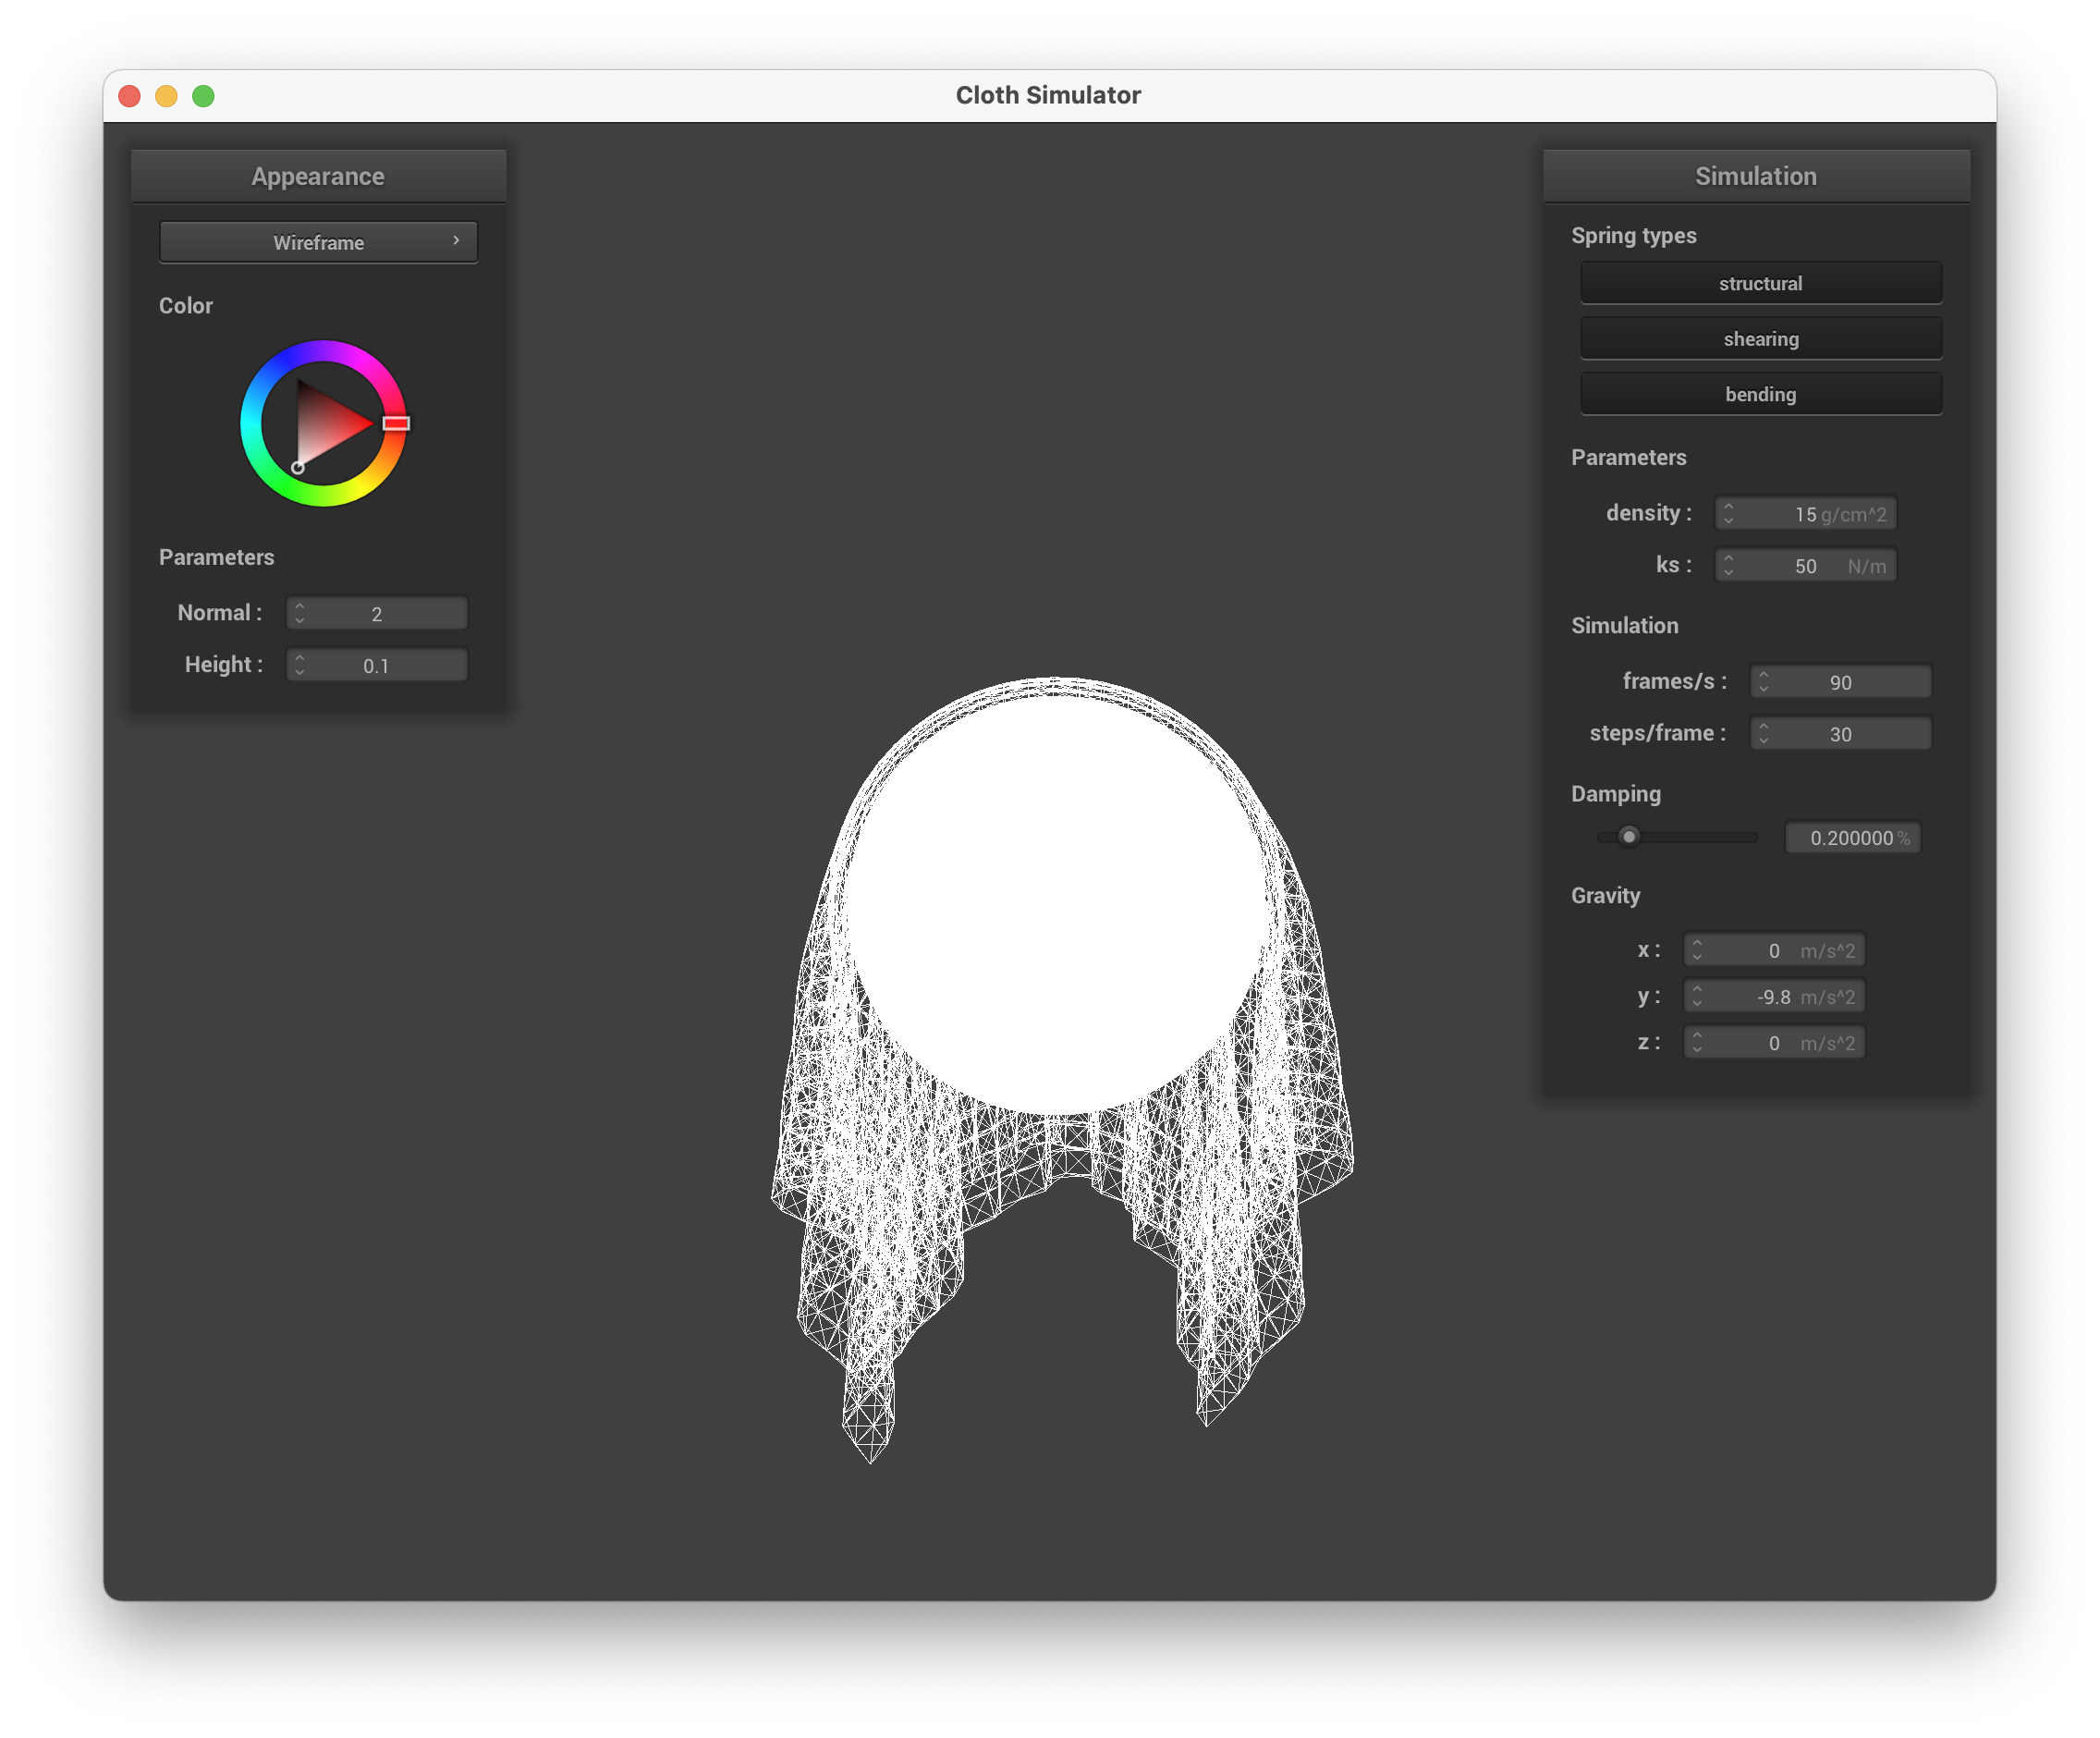 Cloth Simulator
Appearance
Wireframe
Color
Parameters
Normal : 2
Height : 0.1
Simulation
Spring types
structural
shearing
bending
Parameters
density : 15 g/cm^2
ks : 50 N/m
Simulation
frames/s : 90
steps/frame : 30
Damping
0.200000 %
Gravity
x : 0 m/s^2
y : -9.8 m/s^2
z : 0 m/s^2